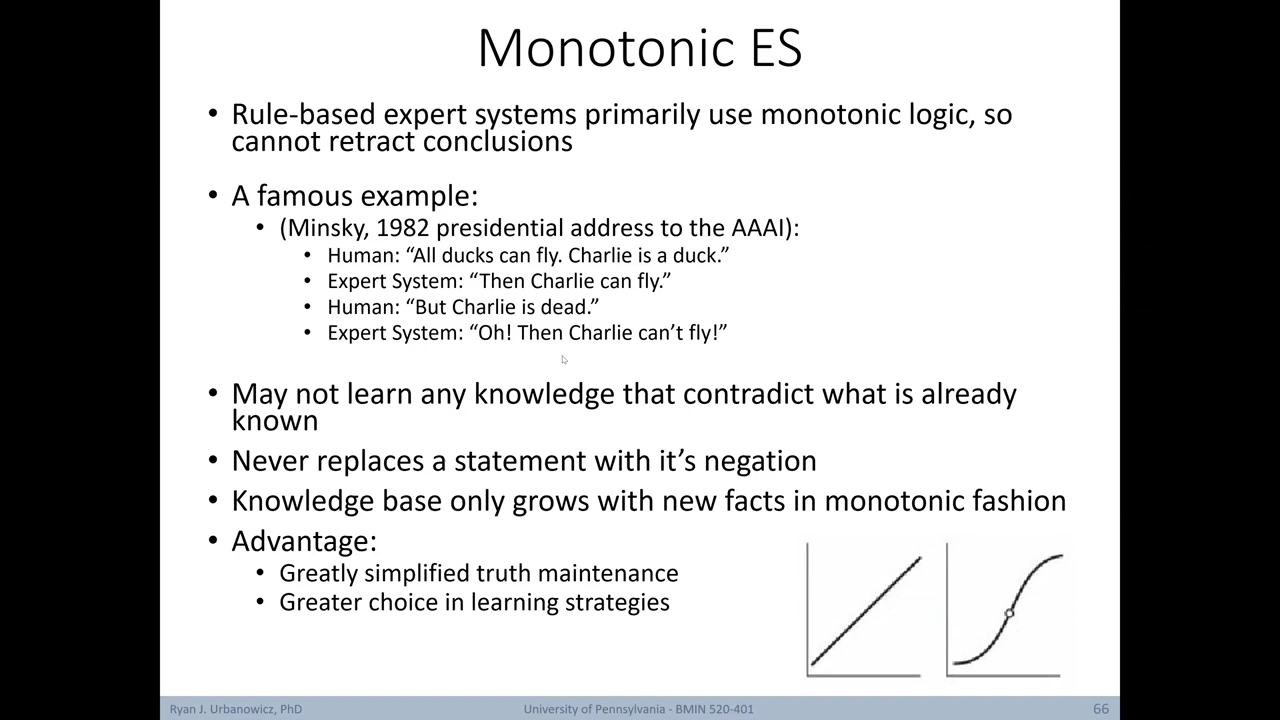 Monotonic ES
• Rule-based expert systems primarily use monotonic logic, so
cannot retract conclusions
• A famous example:
• (Minsky, 1982 presidential address to the AAAI):
• Human: “All ducks can fly. Charlie is a duck.”
• Expert System: “Then Charlie can fly.”
• Human: “But Charlie is dead.”
• Expert System: “Oh! Then Charlie can’t fly!”
• May not learn any knowledge that contradict what is already
known
• Never replaces a statement with it’s negation
• Knowledge base only grows with new facts in monotonic fashion
• Advantage:
• Greatly simplified truth maintenance
• Greater choice in learning strategies
Ryan J. Urbanowicz, PhD
University of Pennsylvania - BMIN 520-401
66